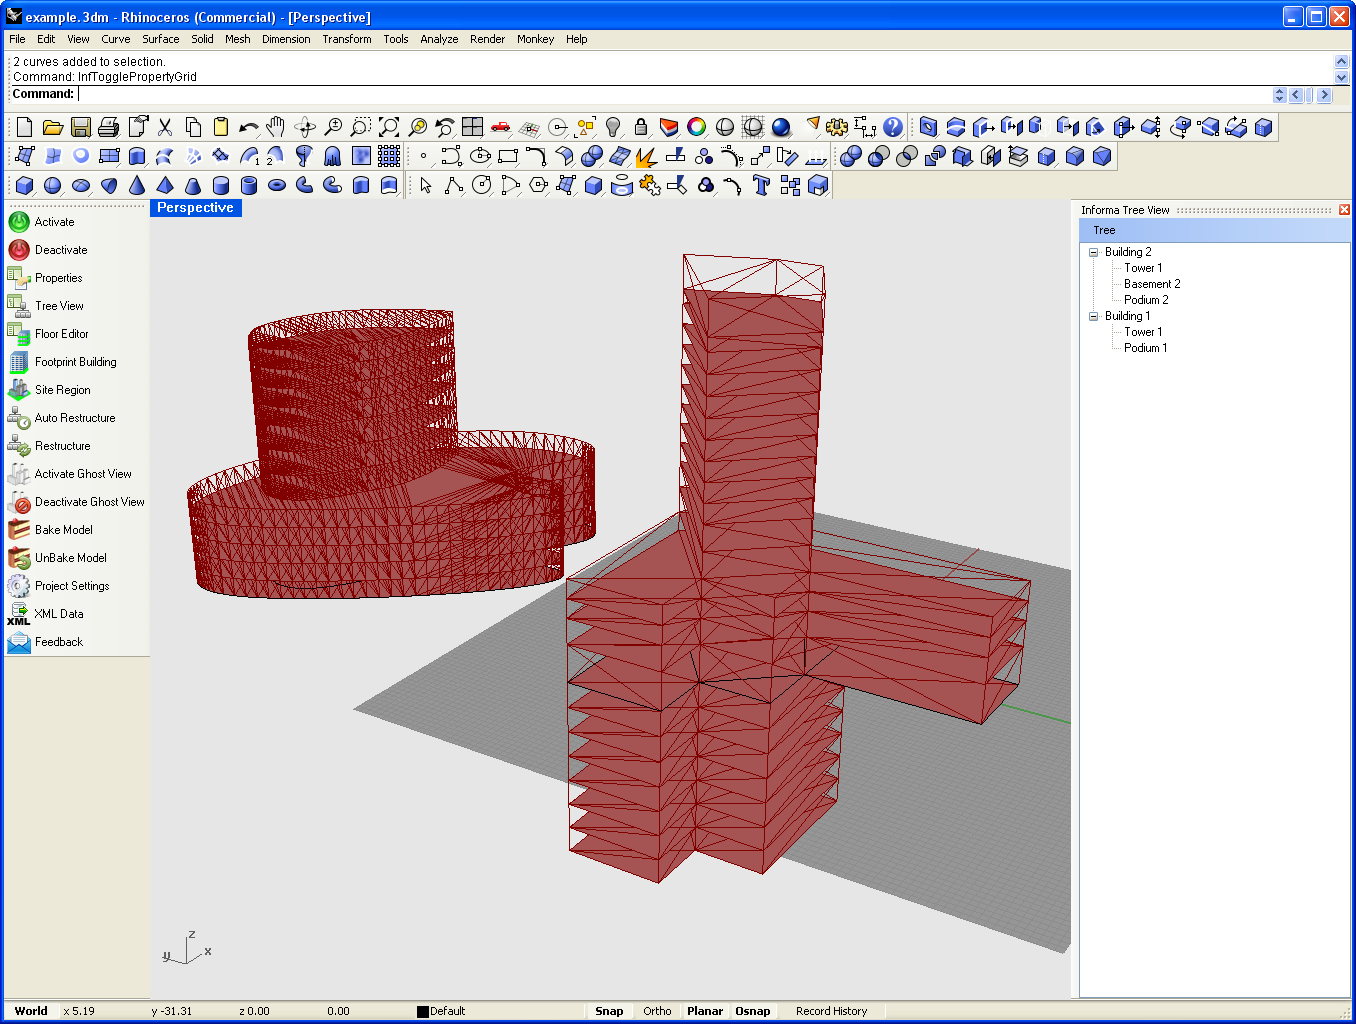 example.3dm - Rhinoceros (Commercial) - [Perspective]
File Edit View Curve Surface Solid Mesh Dimension Transform Tools Analyze Render Monkey Help
2 curves added to selection.
Command: InfTogglePropertyGrid
Command:
Perspective
Activate
Deactivate
Properties
Tree View
Floor Editor
Footprint Building
Site Region
Auto Restructure
Restructure
Activate Ghost View
Deactivate Ghost View
Bake Model
UnBake Model
Project Settings
XML Data
XML
Feedback
z
y
x
Informa Tree View
Tree
Building 2
Tower 1
Basement 2
Podium 2
Building 1
Tower 1
Podium 1
World x 5.19 y -31.31 z 0.00 0.00 Default Snap Ortho Planar Osnap Record History